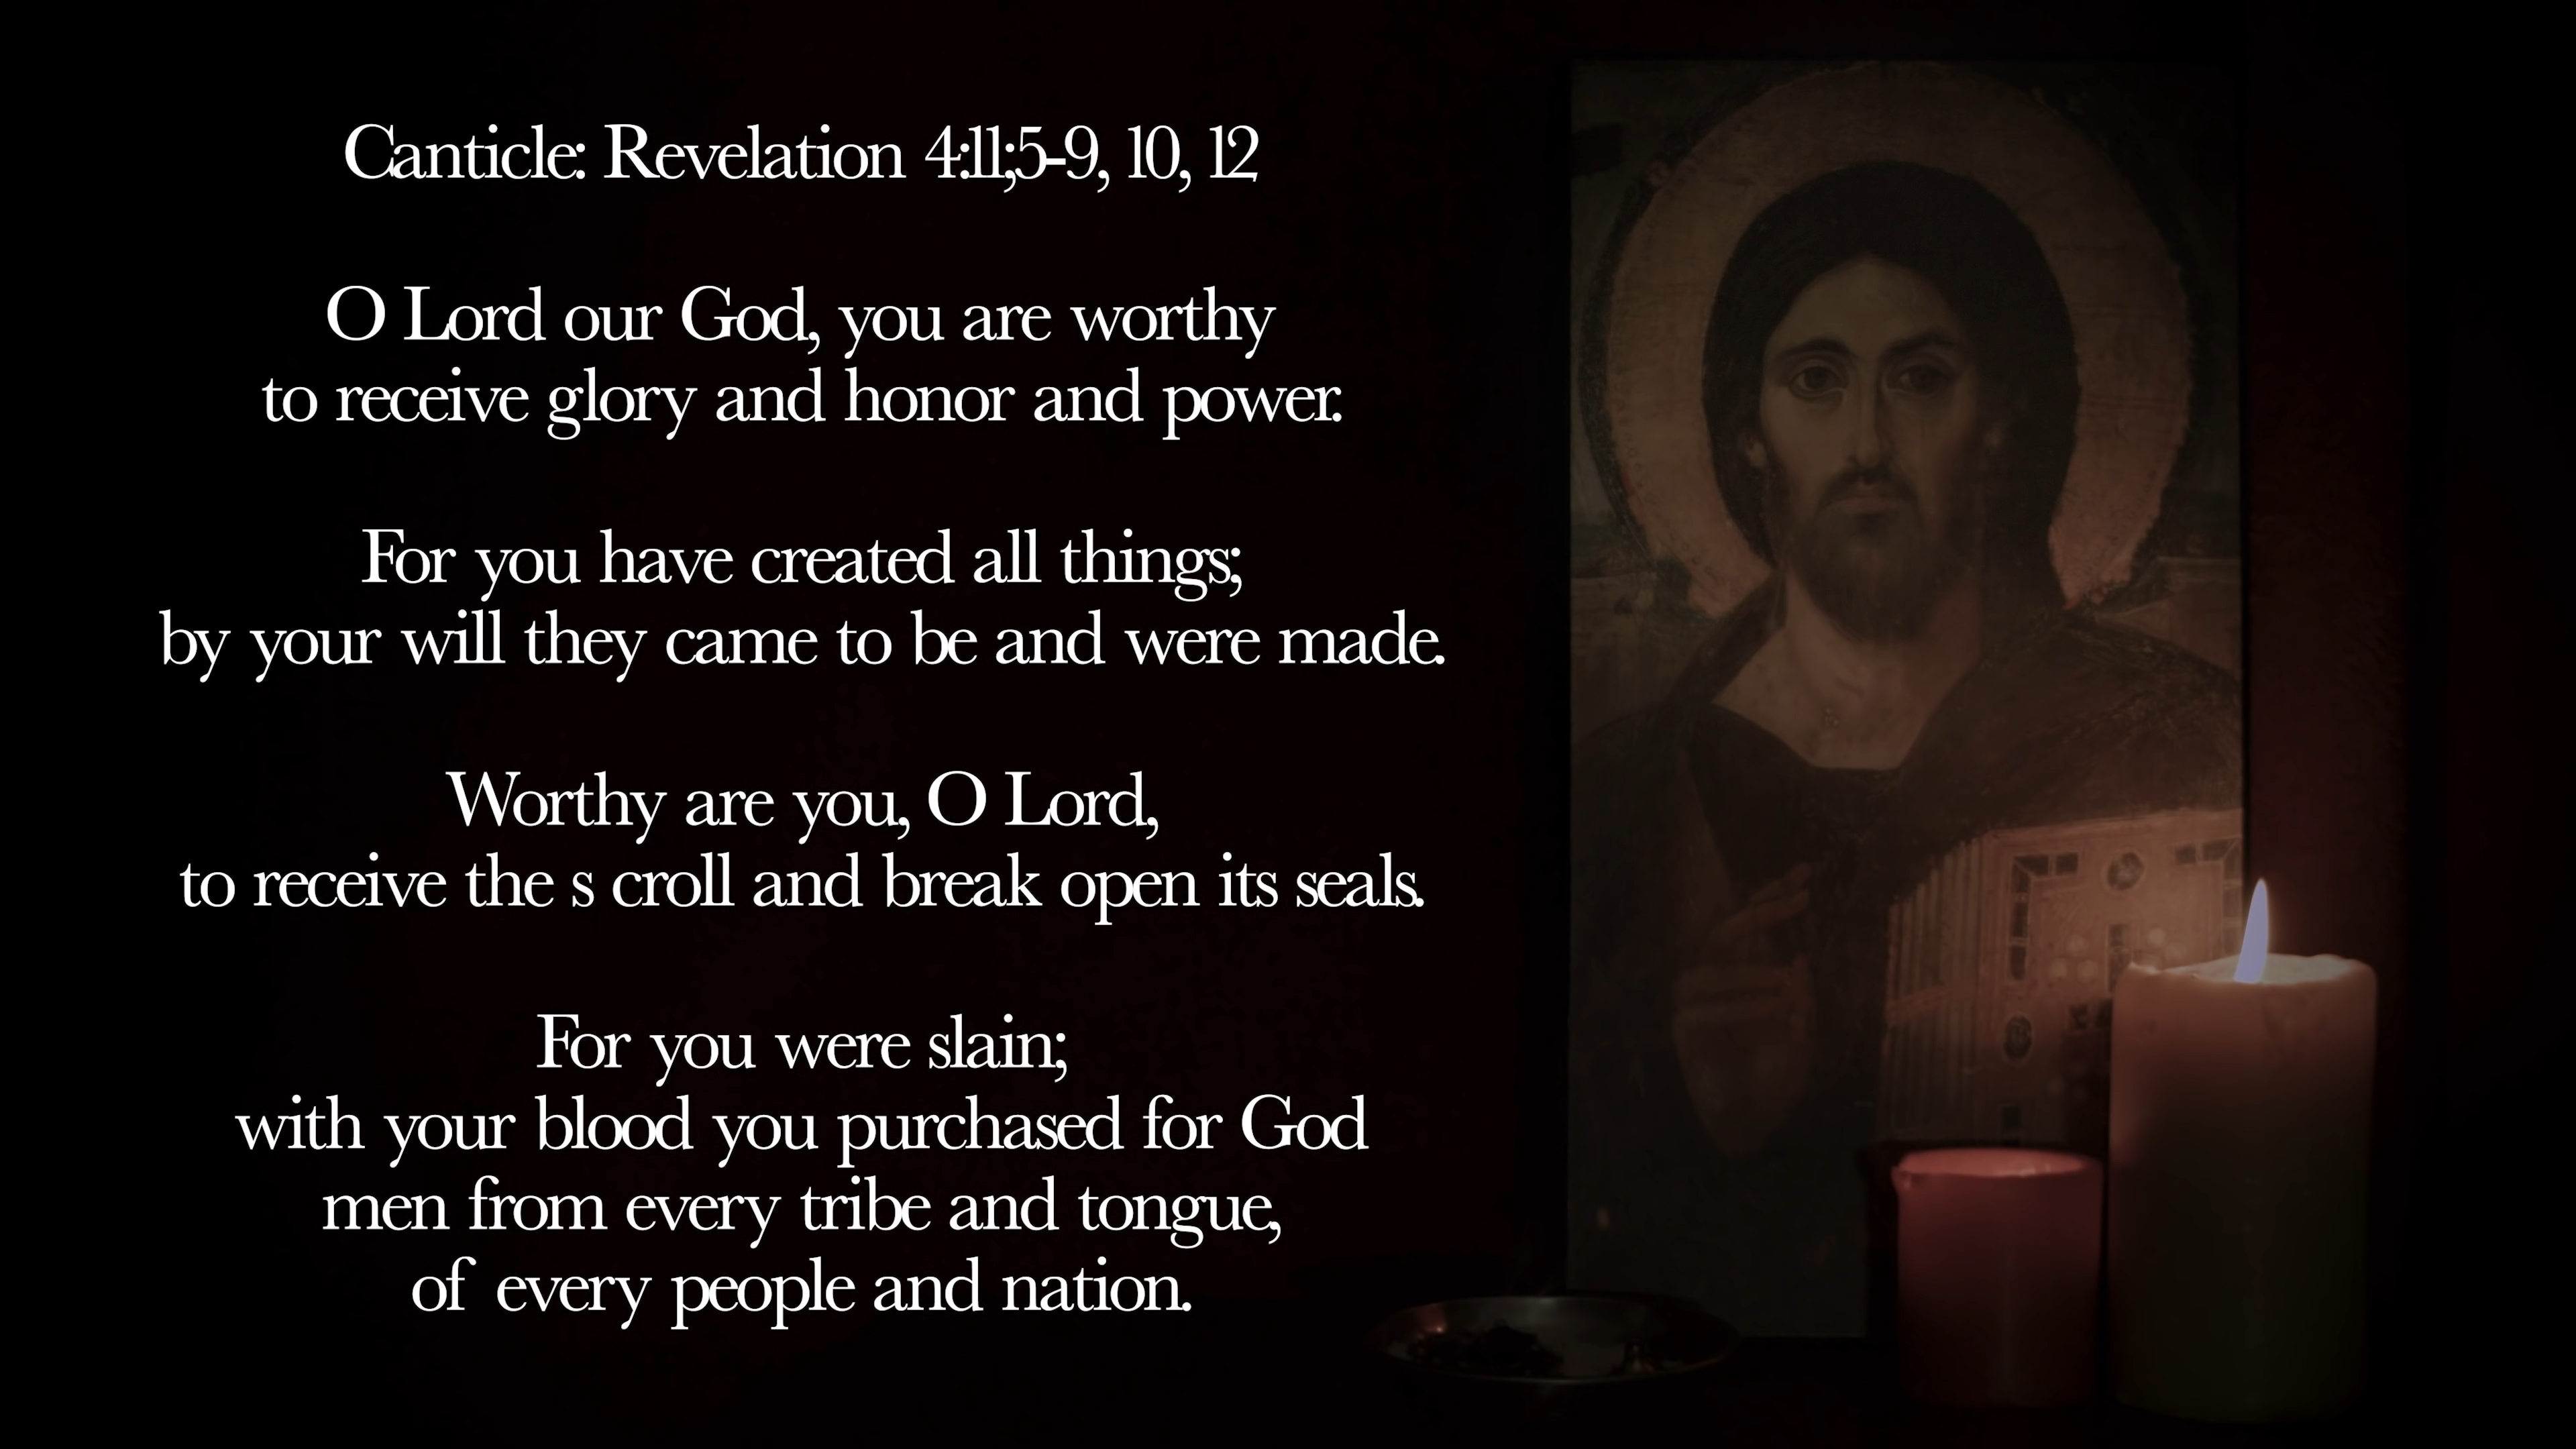 Canticle: Revelation 4:11;5-9, 10, 12
O Lord our God, you are worthy
to receive glory and honor and power.
For you have created all things;
by your will they came to be and were made.
Worthy are you, O Lord,
to receive the s croll and break open its seals.
For you were slain;
with your blood you purchased for God
men from every tribe and tongue,
of every people and nation.